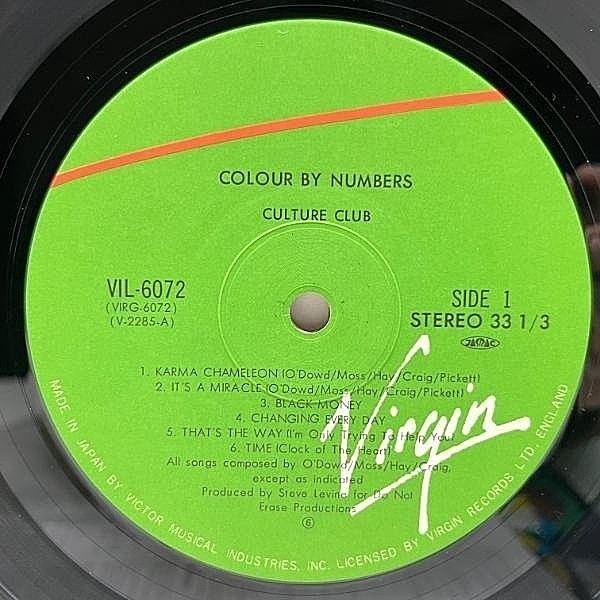 COLOUR BY NUMBERS
CULTURE CLUB
VIL-6072
(VIRG-6072)
(V-2285-A)
SIDE 1
STEREO 33 1/3
JASRAC
1. KARMA CHAMELEON (O'Dowd/Moss/Hay/Craig/Pickett)
2. IT'S A MIRACLE (O'Dowd/Moss/Hay/Craig/Pickett)
3. BLACK MONEY
4. CHANGING EVERY DAY
5. THAT'S THE WAY (I'm Only Trying To Help You)
6. TIME (Clock of The Heart)
All songs composed by O'Dowd/Moss/Hay/Craig,
except as indicated
Produced by Steve Levine for Do Not
Erase Productions
6
Virgin
MADE IN JAPAN BY VICTOR MUSICAL INDUSTRIES, INC. LICENSED BY VIRGIN RECORDS LTD. ENGLAND